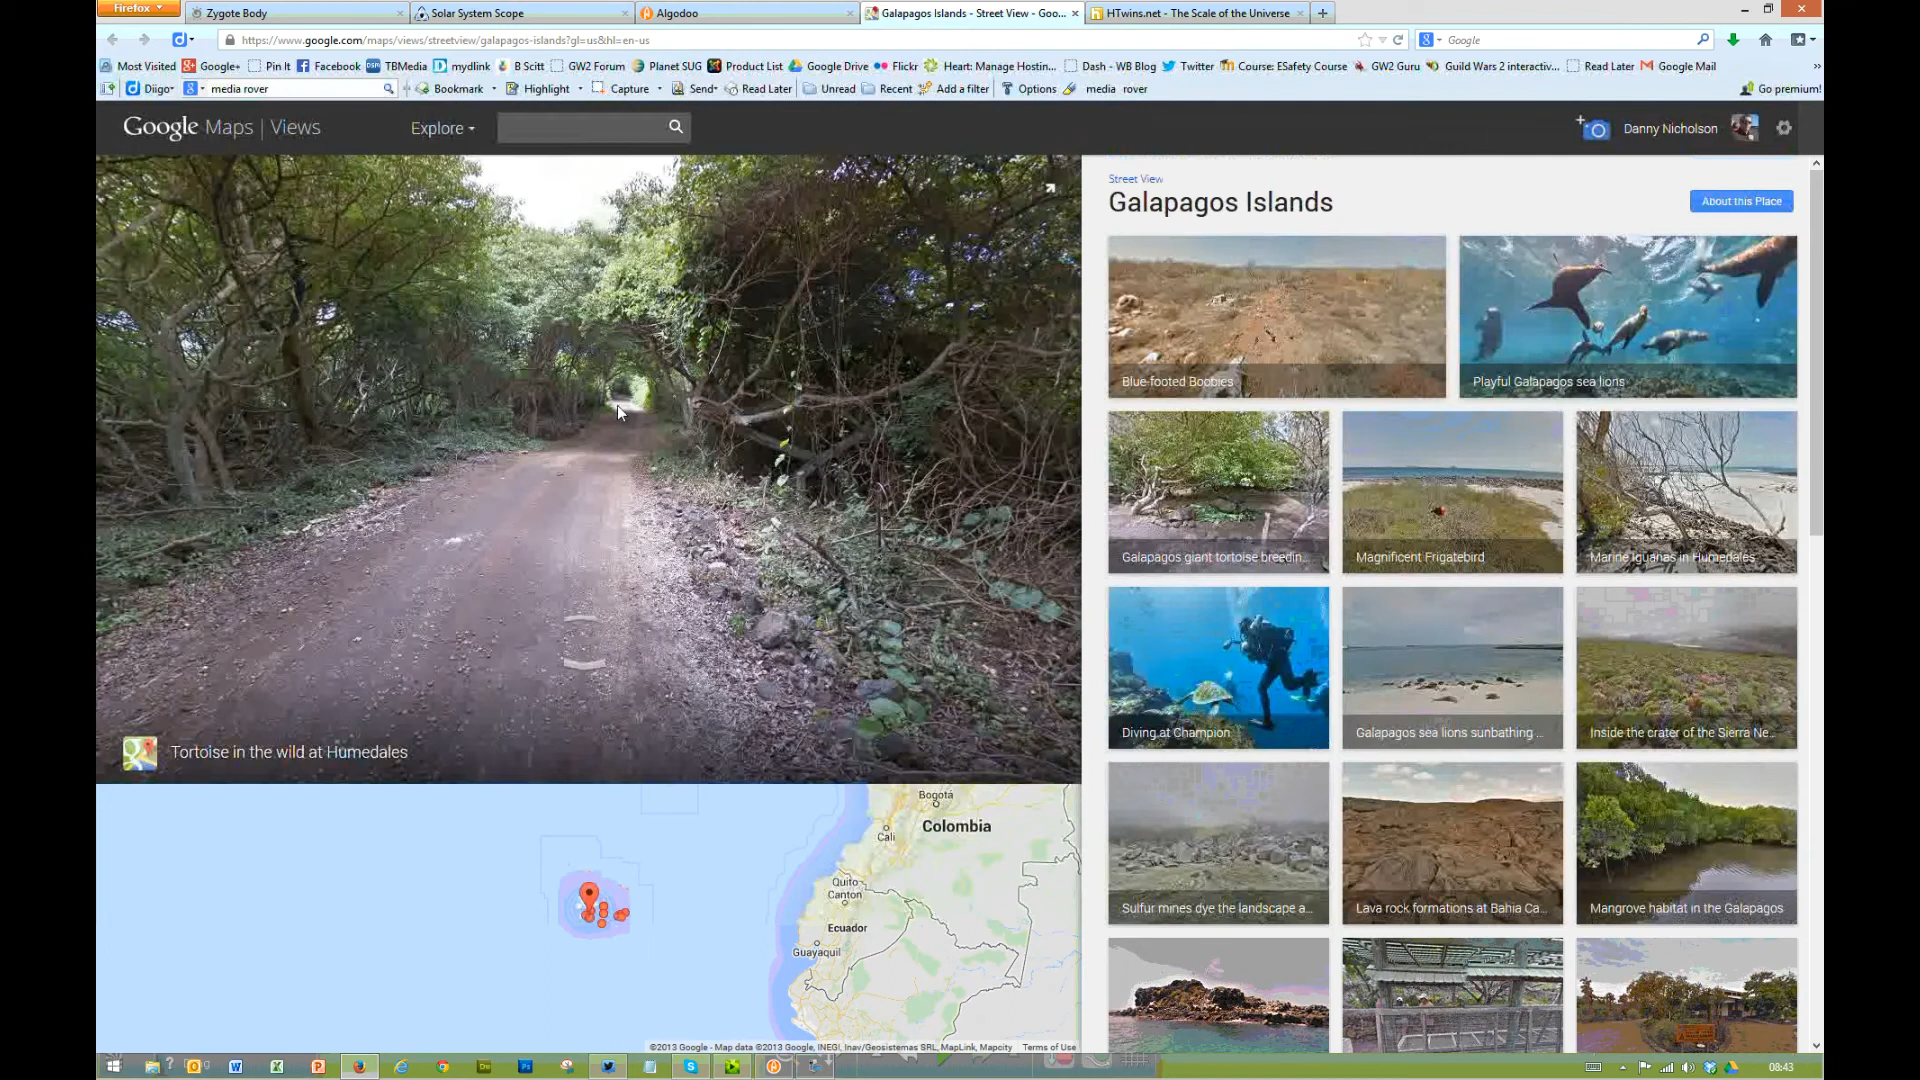 Firefox
Zygote Body
Solar System Scope
Algodoo
Galapagos Islands - Street View - Goo...
HTwins.net - The Scale of the Universe
https://www.google.com/maps/views/streetview/galapagos-islands?gl=us&hl=en-us
Google
Most Visited Google+ Pin It Facebook TBMedia mydlink B Scitt GW2 Forum Planet SUG Product List Google Drive Flickr Heart: Manage Hostin... Dash - WB Blog Twitter Course: ESafety Course GW2 Guru Guild Wars 2 interactiv... Read Later Google Mail
Diigo media rover Bookmark Highlight Capture Send Read Later Unread Recent Add a filter Options media rover Go premium!
Google Maps | Views Explore Danny Nicholson
Street View
Galapagos Islands
About this Place
Blue-footed Boobies
Playful Galapagos sea lions
Galapagos giant tortoise breedin...
Magnificent Frigatebird
Marine Iguanas in Humedales
Diving at Champion
Galapagos sea lions sunbathing ...
Inside the crater of the Sierra Ne...
Sulfur mines dye the landscape a...
Lava rock formations at Bahia Ca...
Mangrove habitat in the Galapagos
Tortoise in the wild at Humedales
Bogota
Colombia
Cali
Quito
Canton
Ecuador
Guayaquil
©2013 Google - Map data ©2013 Google, INEGI, Inav/Geosistemas SRL, MapLink, Mapcity Terms of Use
08:43